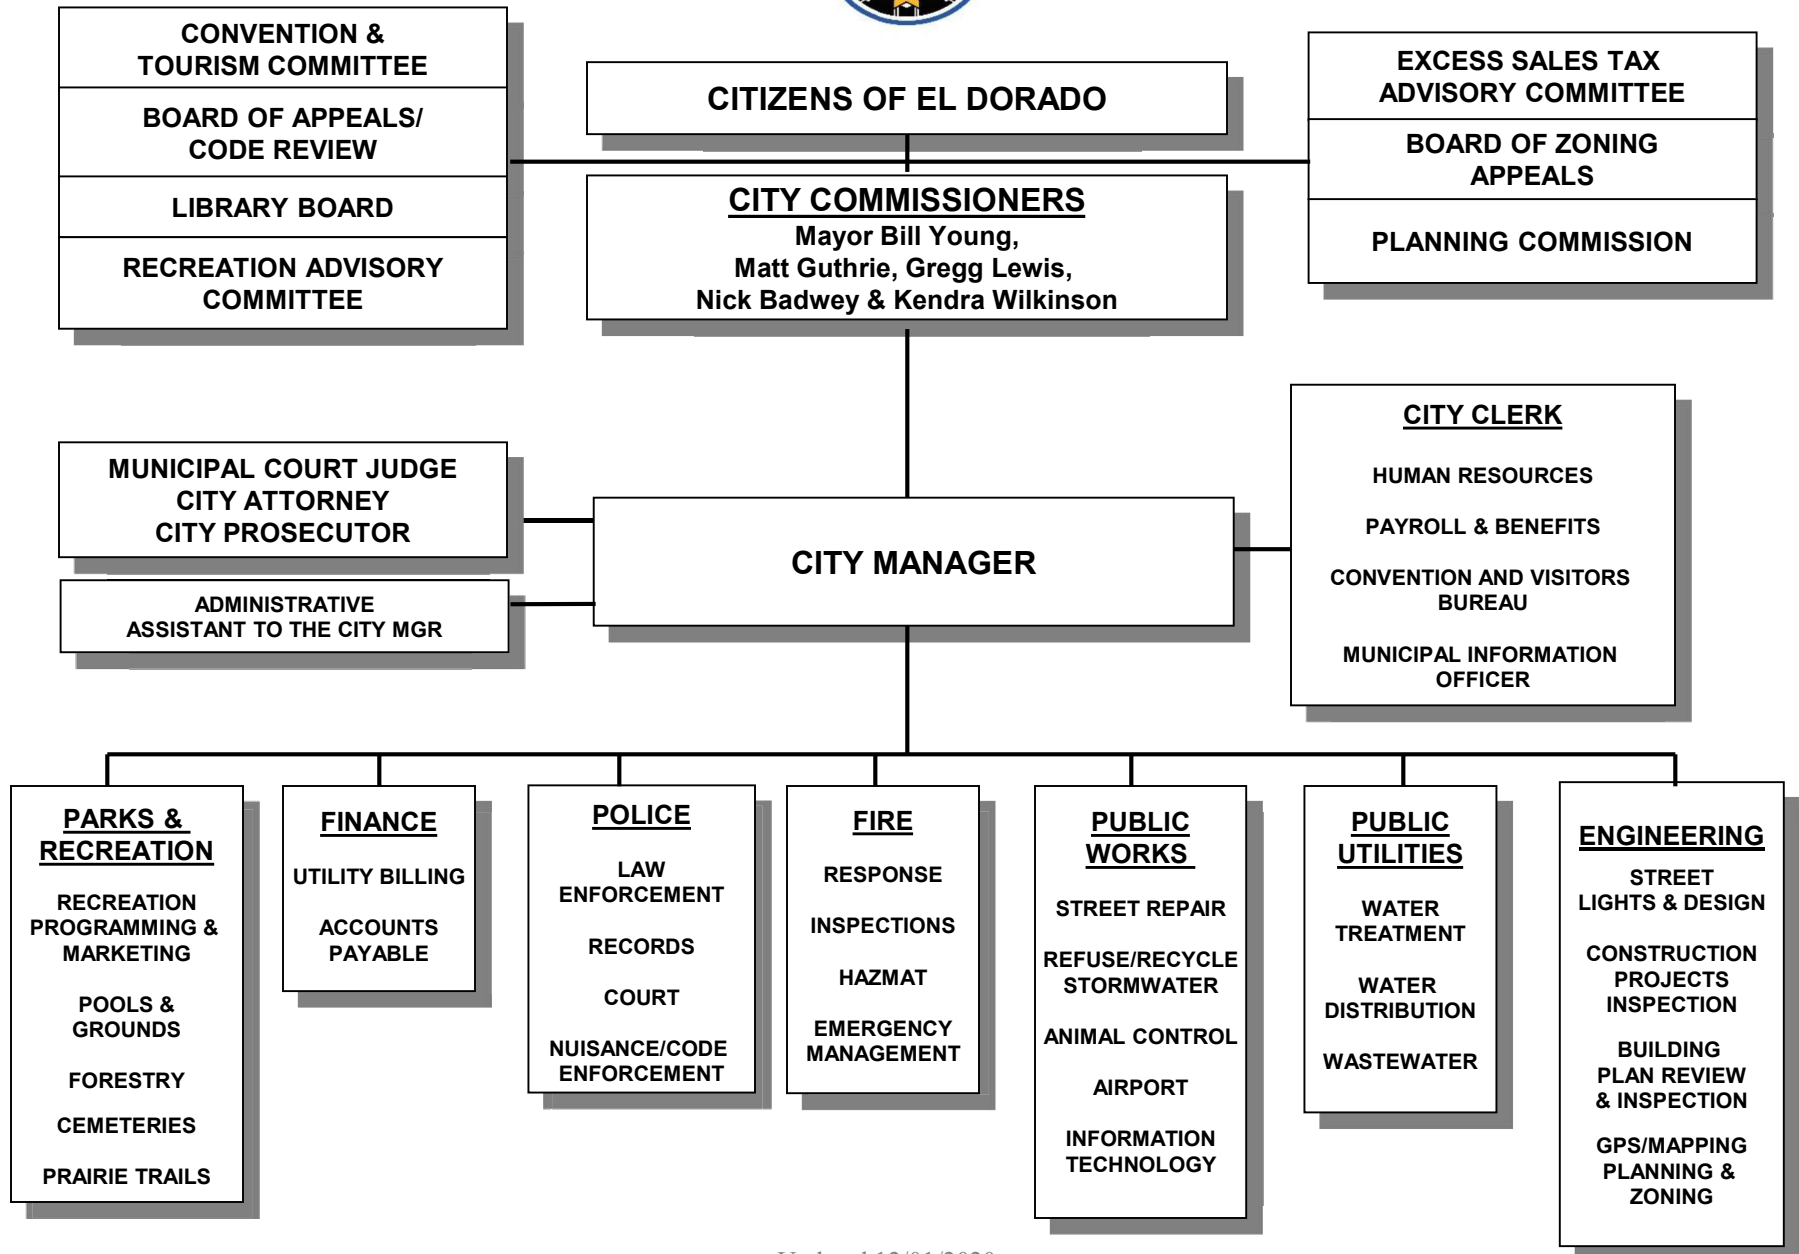 CONVENTION &
TOURISM COMMITTEE
BOARD OF APPEALS/
CODE REVIEW
LIBRARY BOARD
RECREATION ADVISORY
COMMITTEE
CITIZENS OF EL DORADO
CITY COMMISSIONERS
Mayor Bill Young,
Matt Guthrie, Gregg Lewis,
Nick Badwey & Kendra Wilkinson
EXCESS SALES TAX
ADVISORY COMMITTEE
BOARD OF ZONING
APPEALS
PLANNING COMMISSION
MUNICIPAL COURT JUDGE
CITY ATTORNEY
CITY PROSECUTOR
ADMINISTRATIVE
ASSISTANT TO THE CITY MGR
CITY MANAGER
CITY CLERK
HUMAN RESOURCES
PAYROLL & BENEFITS
CONVENTION AND VISITORS
BUREAU
MUNICIPAL INFORMATION
OFFICER
PARKS &
RECREATION
RECREATION
PROGRAMMING &
MARKETING
POOLS &
GROUNDS
FORESTRY
CEMETERIES
PRAIRIE TRAILS
FINANCE
UTILITY BILLING
ACCOUNTS
PAYABLE
POLICE
LAW
ENFORCEMENT
RECORDS
COURT
NUISANCE/CODE
ENFORCEMENT
FIRE
RESPONSE
INSPECTIONS
HAZMAT
EMERGENCY
MANAGEMENT
PUBLIC
WORKS
STREET REPAIR
REFUSE/RECYCLE
STORMWATER
ANIMAL CONTROL
AIRPORT
INFORMATION
TECHNOLOGY
PUBLIC
UTILITIES
WATER
TREATMENT
WATER
DISTRIBUTION
WASTEWATER
ENGINEERING
STREET
LIGHTS & DESIGN
CONSTRUCTION
PROJECTS
INSPECTION
BUILDING
PLAN REVIEW
& INSPECTION
GPS/MAPPING
PLANNING &
ZONING